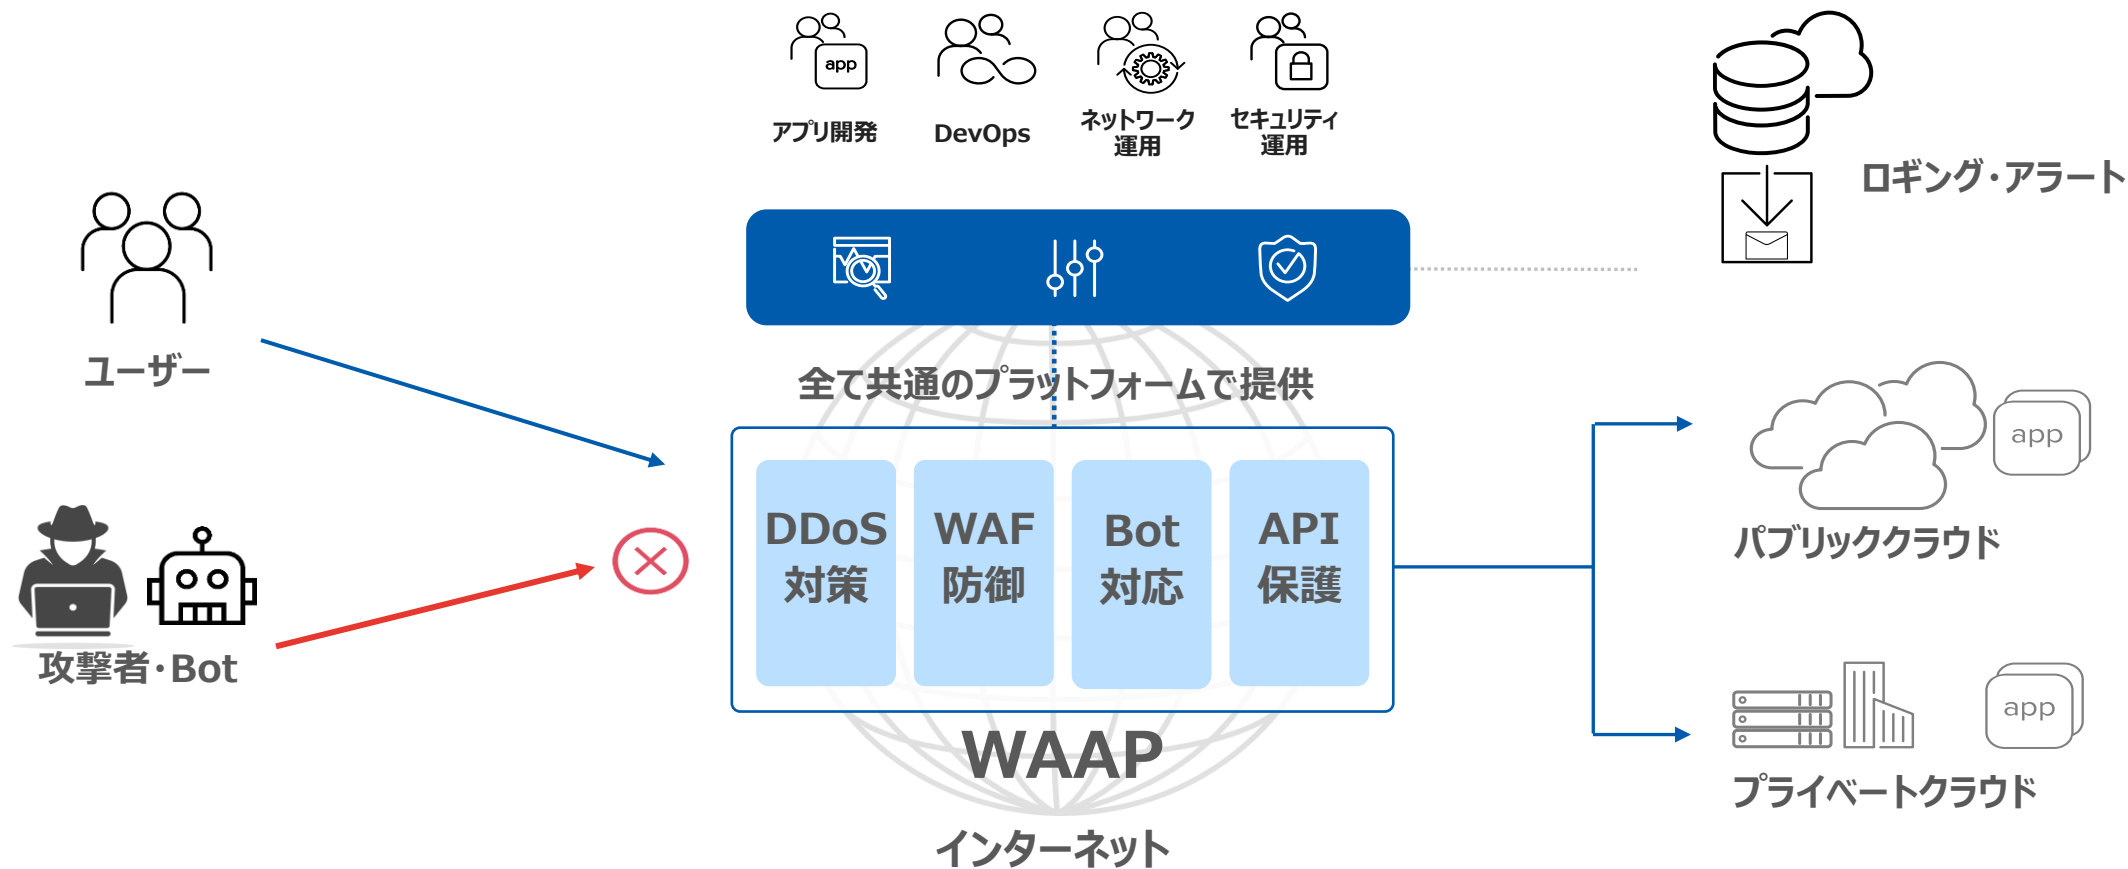 app
アプリ開発
DevOps
ネットワーク
運用
セキュリティ
運用
ロギング・アラート
ユーザー
全て共通のプラットフォームで提供
攻撃者・Bot
DDoS
対策
WAF
防御
Bot
対応
API
保護
WAAP
インターネット
app
パブリッククラウド
app
プライベートクラウド